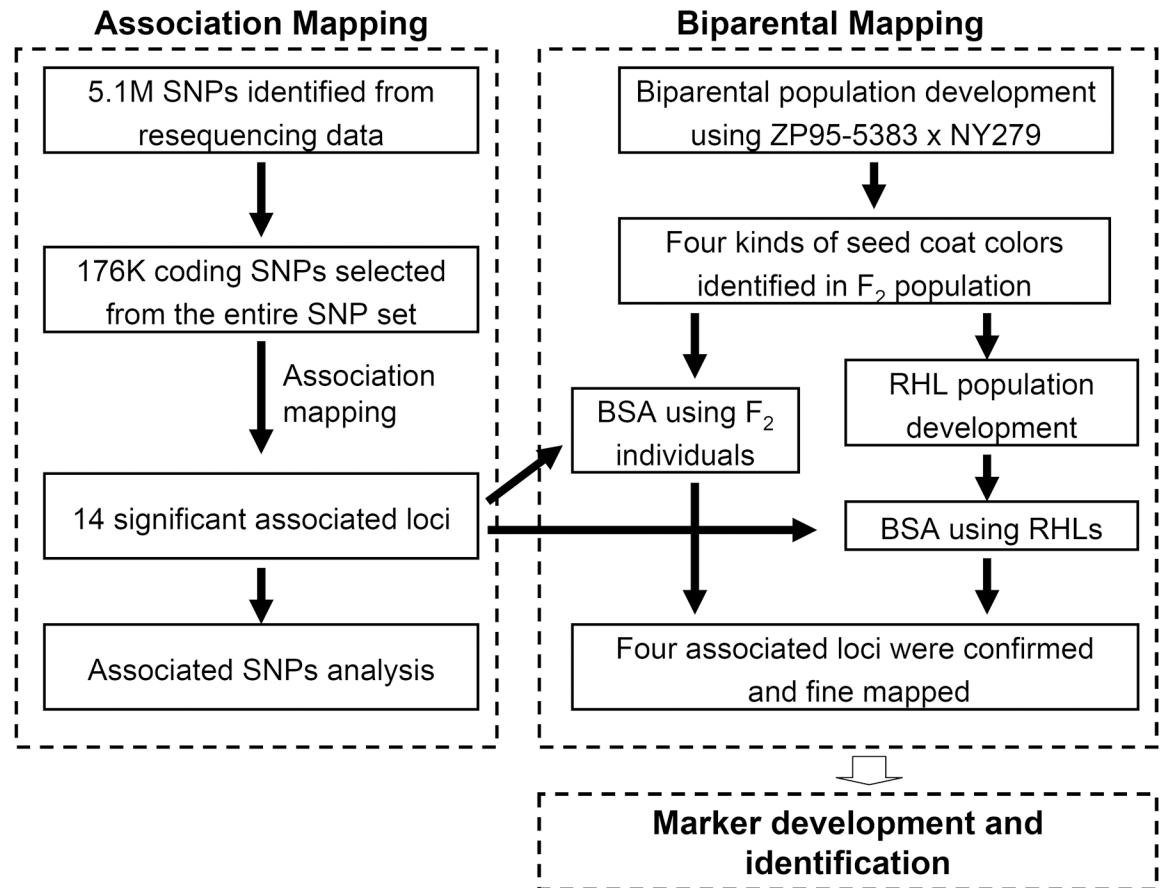 Association Mapping
5.1M SNPs identified from
resequencing data
176K coding SNPs selected
from the entire SNP set
Association
mapping
14 significant associated loci
Associated SNPs analysis
Biparental Mapping
Biparental population development
using ZP95-5383 x NY279
Four kinds of seed coat colors
identified in F₂ population
BSA using F₂
individuals
RHL population
development
BSA using RHLs
Four associated loci were confirmed
and fine mapped
Marker development and
identification